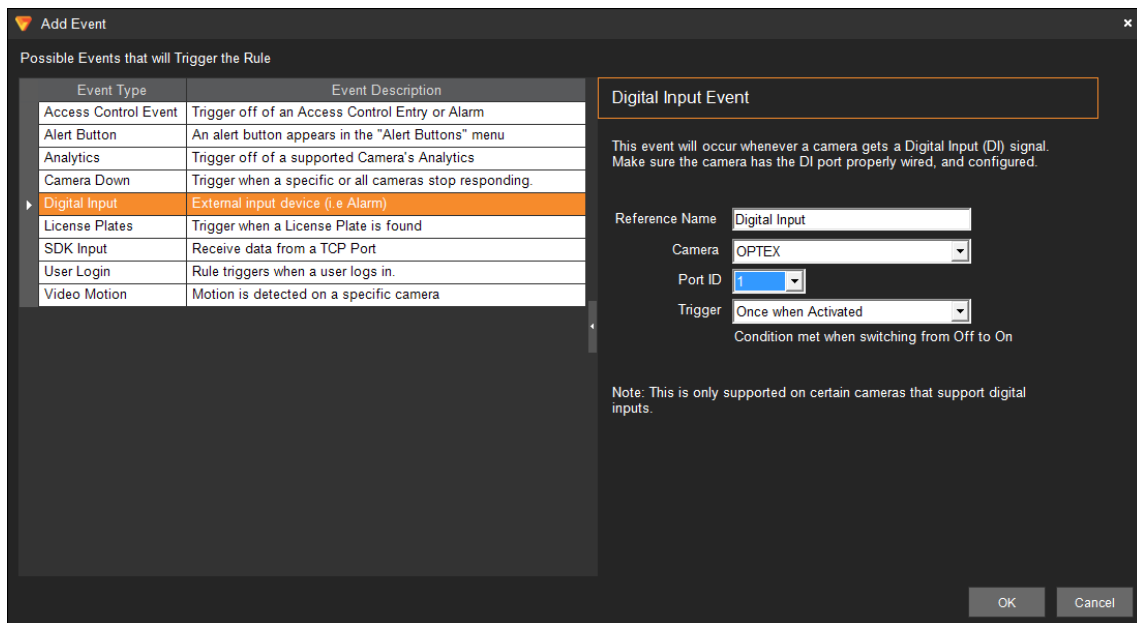 Add Event
Possible Events that will Trigger the Rule
Event Type Event Description
Access Control Event Trigger off of an Access Control Entry or Alarm
Alert Button An alert button appears in the "Alert Buttons" menu
Analytics Trigger off of a supported Camera's Analytics
Camera Down Trigger when a specific or all cameras stop responding.
Digital Input External input device (i.e Alarm)
License Plates Trigger when a License Plate is found
SDK Input Receive data from a TCP Port
User Login Rule triggers when a user logs in.
Video Motion Motion is detected on a specific camera
Digital Input Event
This event will occur whenever a camera gets a Digital Input (DI) signal.
Make sure the camera has the DI port properly wired, and configured.
Reference Name Digital Input
Camera OPTEX
Port ID 1
Trigger Once when Activated
Condition met when switching from Off to On
Note: This is only supported on certain cameras that support digital
inputs.
OK Cancel